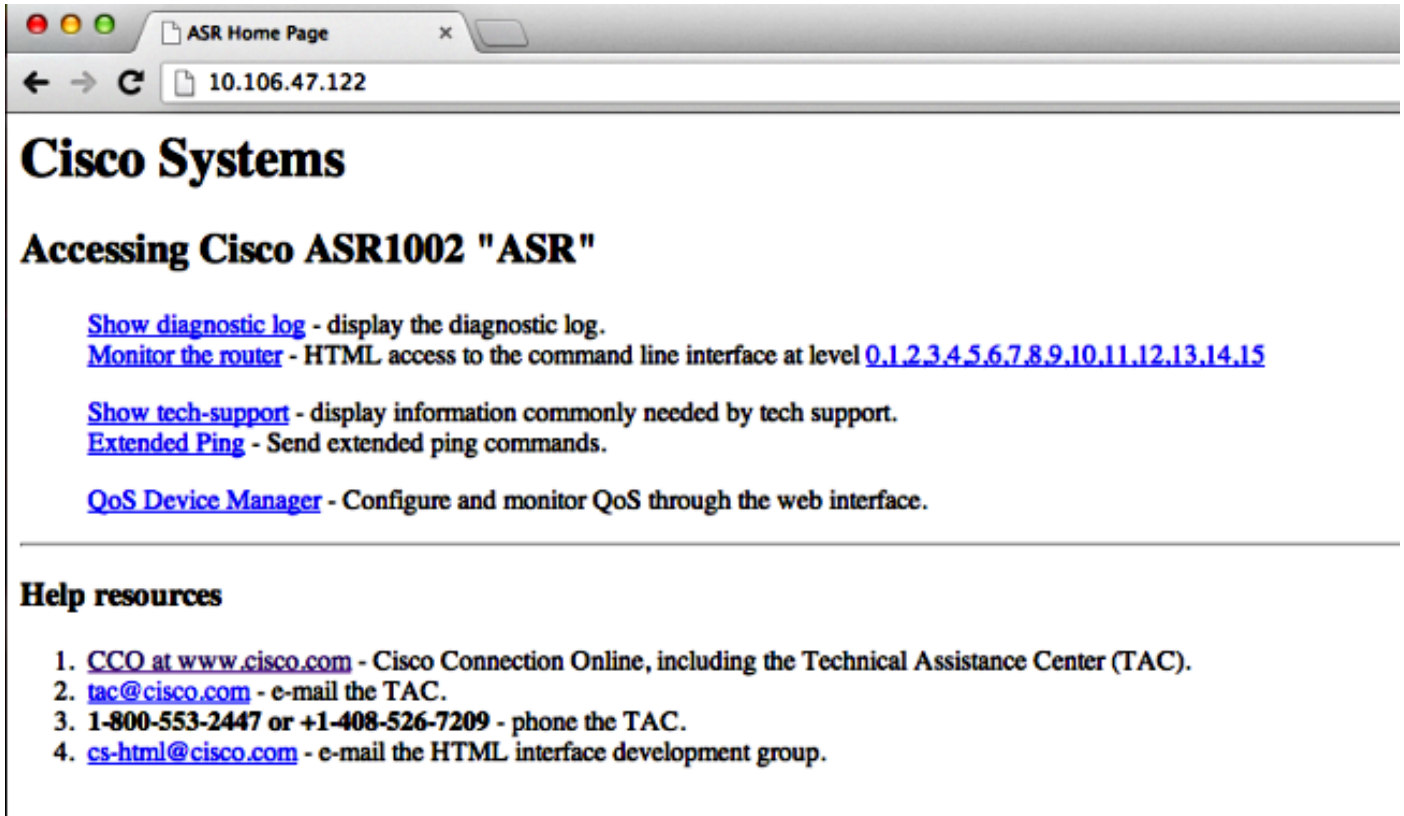 ASR Home Page
10.106.47.122
Cisco Systems
Accessing Cisco ASR1002 "ASR"
Show diagnostic log - display the diagnostic log.
Monitor the router - HTML access to the command line interface at level 0,1,2,3,4,5,6,7,8,9,10,11,12,13,14,15
Show tech-support - display information commonly needed by tech support.
Extended Ping - Send extended ping commands.
QoS Device Manager - Configure and monitor QoS through the web interface.
Help resources
1. CCO at www.cisco.com - Cisco Connection Online, including the Technical Assistance Center (TAC).
2. tac@cisco.com - e-mail the TAC.
3. 1-800-553-2447 or +1-408-526-7209 - phone the TAC.
4. cs-html@cisco.com - e-mail the HTML interface development group.